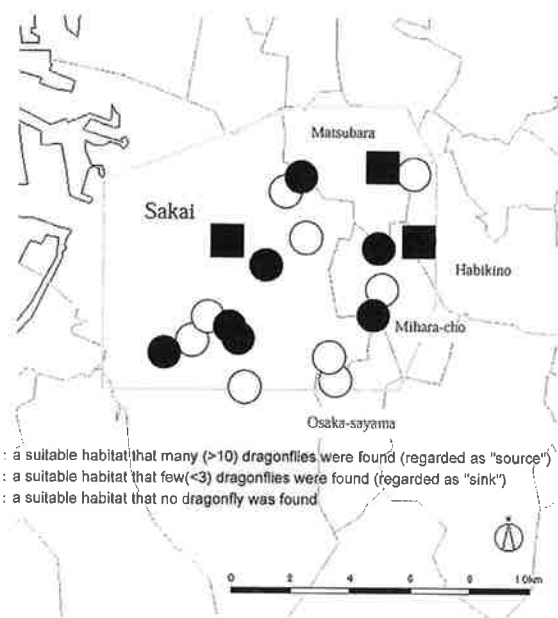 Matsubara
Sakai
Habikino
Mihara-cho
Osaka-sayama
: a suitable habitat that many (>10) dragonflies were found (regarded as "source")
: a suitable habitat that few(<3) dragonflies were found (regarded as "sink")
: a suitable habitat that no dragonfly was found
0 2 4 6 8 10km